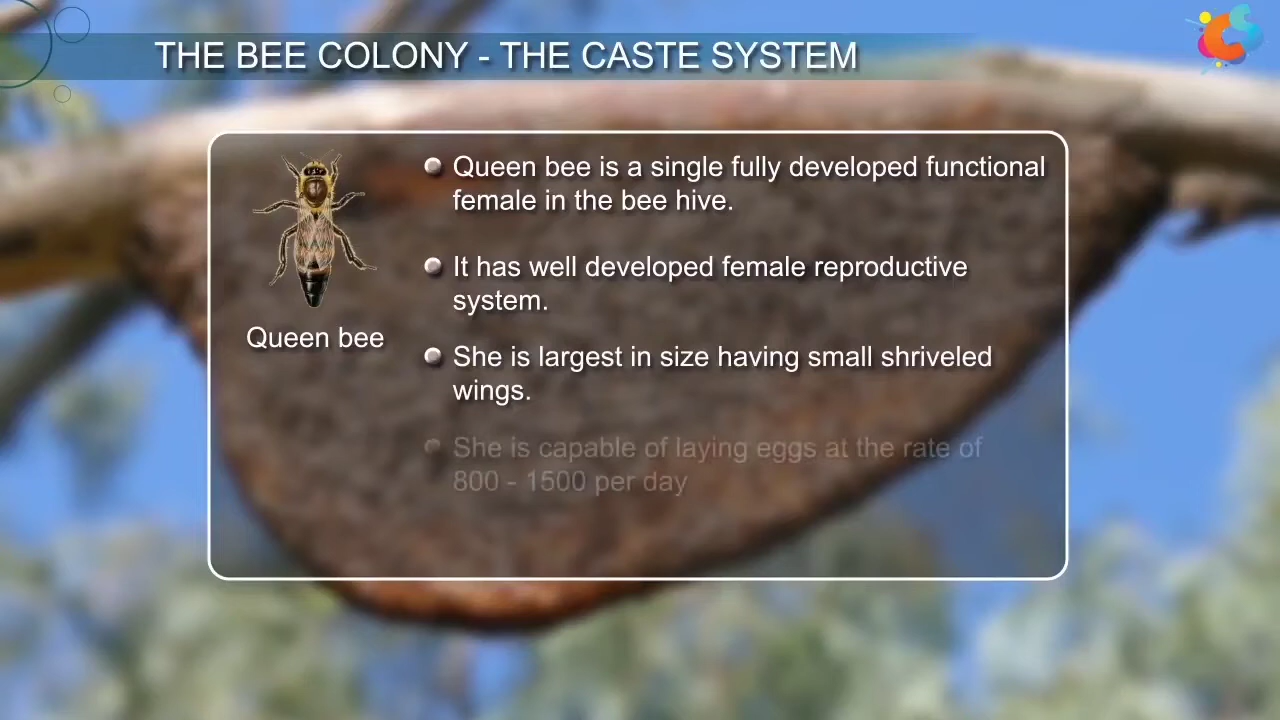 THE BEE COLONY - THE CASTE SYSTEM
Queen bee is a single fully developed functional
female in the bee hive.
It has well developed female reproductive
system.
Queen bee
She is largest in size having small shriveled
wings.
She is capable of laying eggs at the rate of
800 - 1500 per day